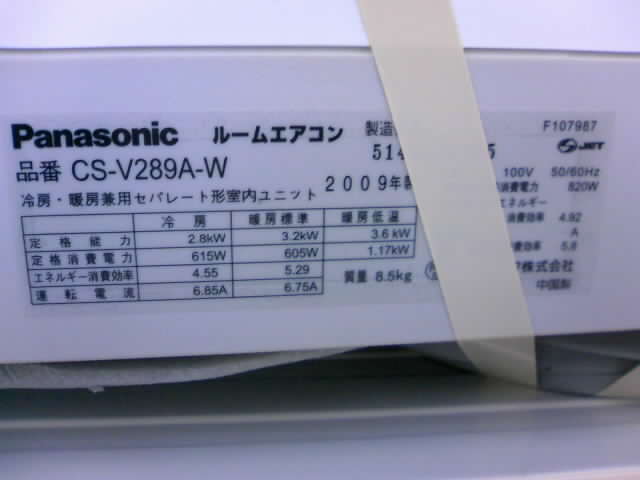 F107987
Panasonic ルームエアコン 製造
514 5 JET
品番 CS-V289A-W
100V 50/60Hz
冷房・暖房兼用セパレート形室内ユニット 2009年製
消費電力 820W
冷房 暖房標準 暖房低温
定格能力 2.8kW 3.2kW 3.6kW
定格消費電力 615W 605W 1.17kW
エネルギー消費効率 4.55 5.29
運転電流 6.85A 6.75A
質量 8.5kg
エネルギー
効率 4.92
A
効率 5.8
株式会社
中国製